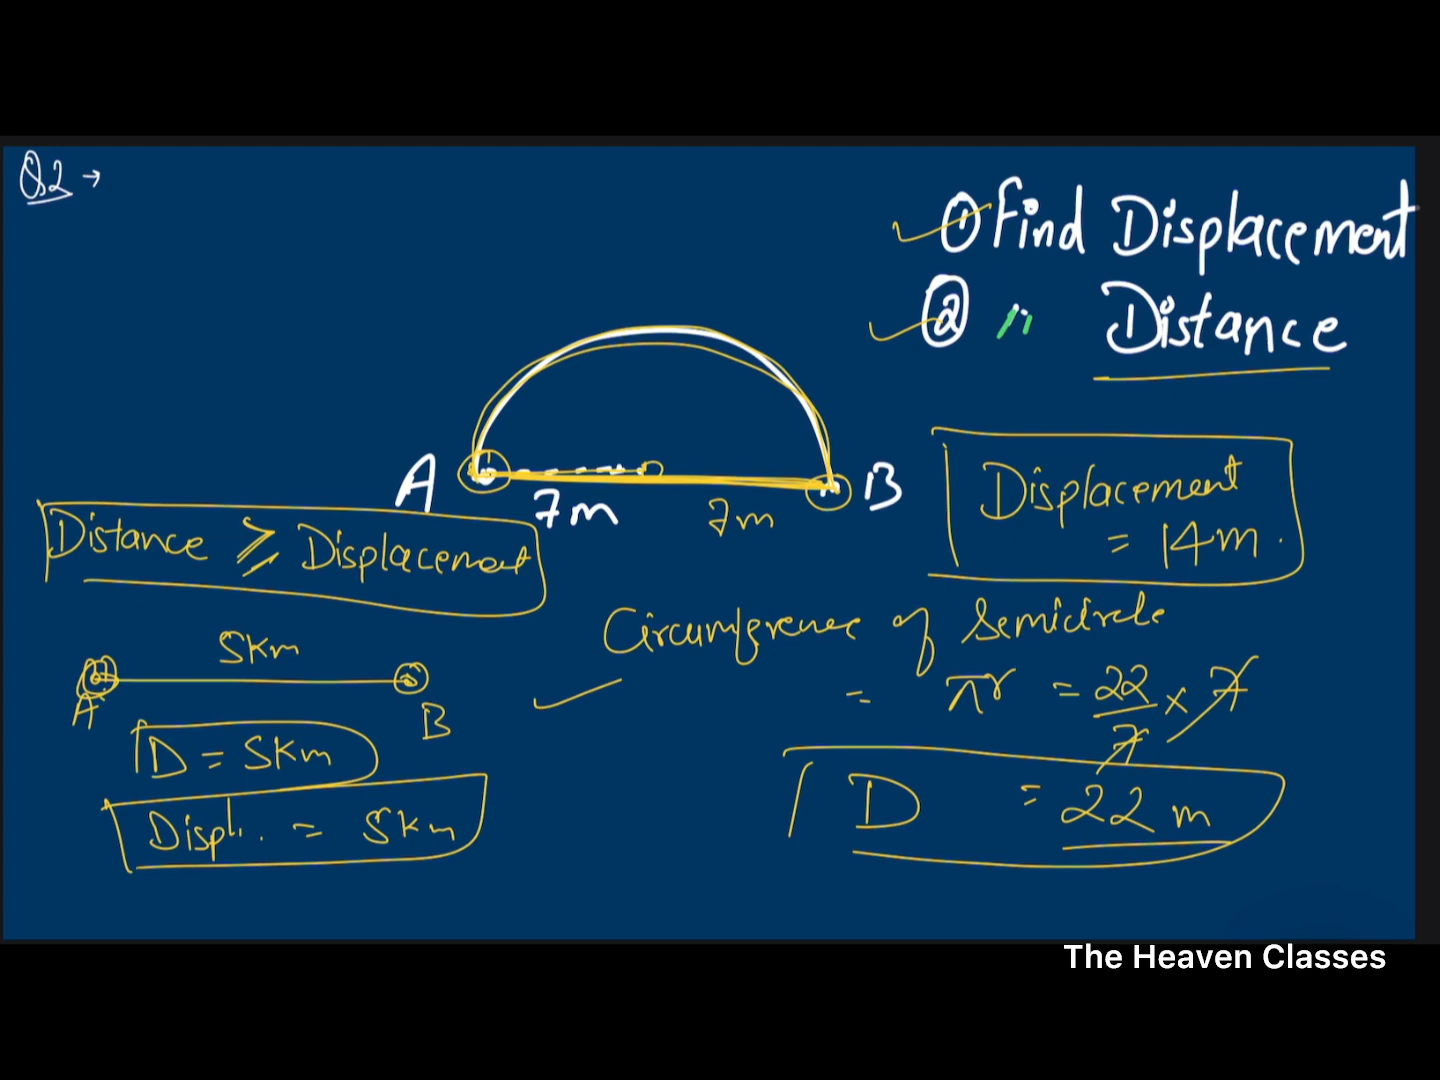 Q2 →
① Find Displacement
② " Distance
A
B
7m
7m
Displacement
= 14m.
Distance ≥ Displacement
5km
A
B
D = 5km
Displ. = 5km
Circumference of Semicircle
= πr = 22/7 × 7
D = 22 m
The Heaven Classes